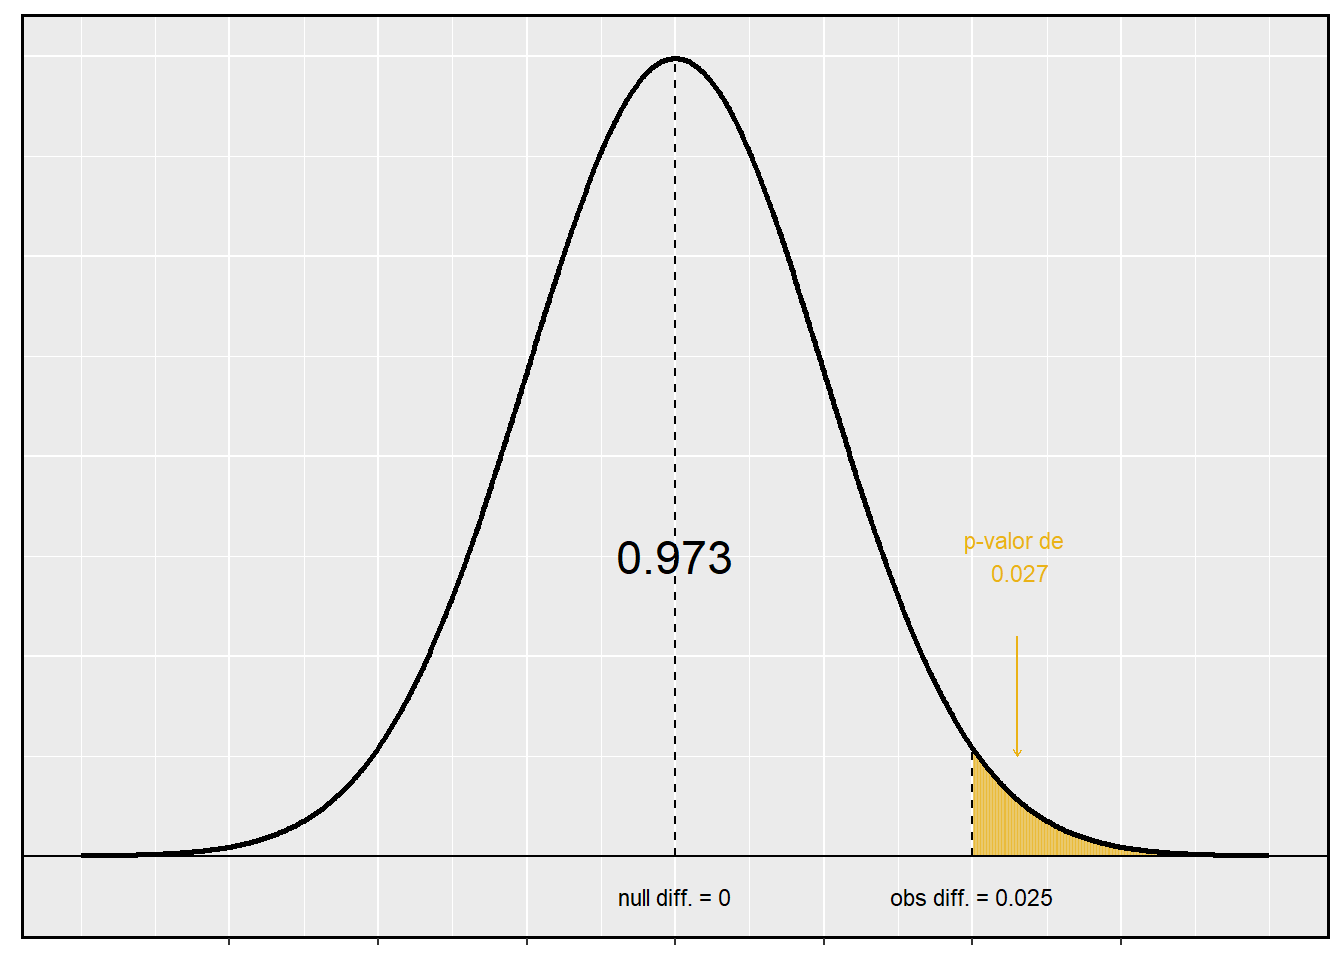 p-valor de
0.027
0.973
null diff. = 0
obs diff. = 0.025